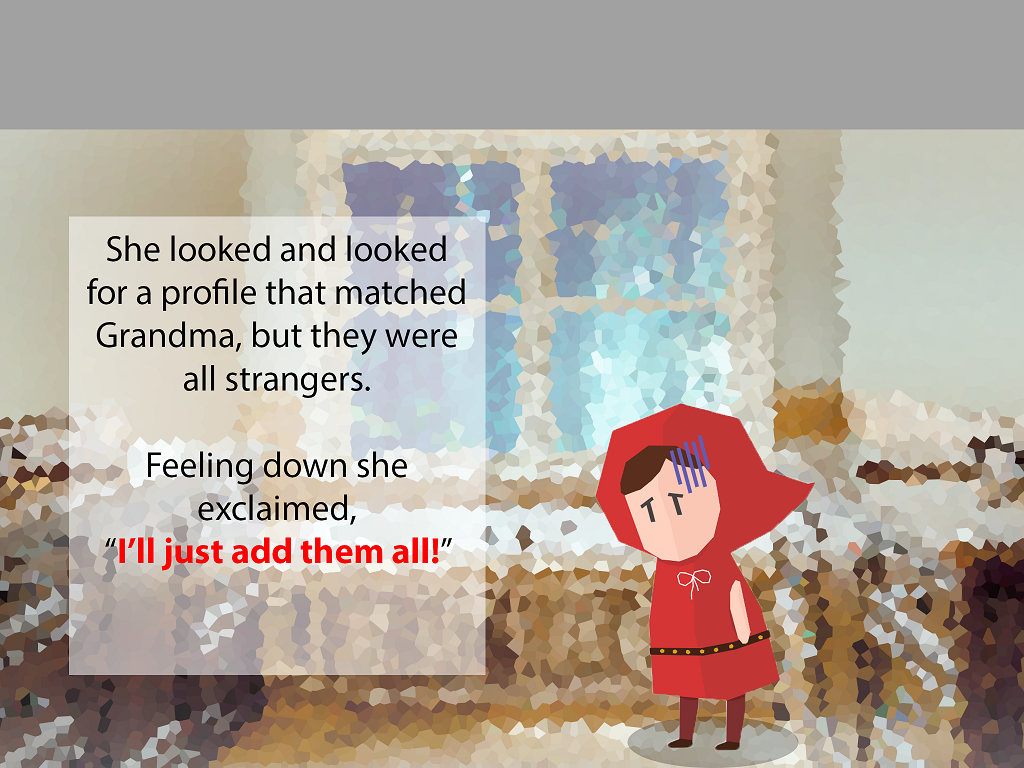 She looked and looked
for a profile that matched
Grandma, but they were
all strangers.
Feeling down she
exclaimed,
“I’ll just add them all!”